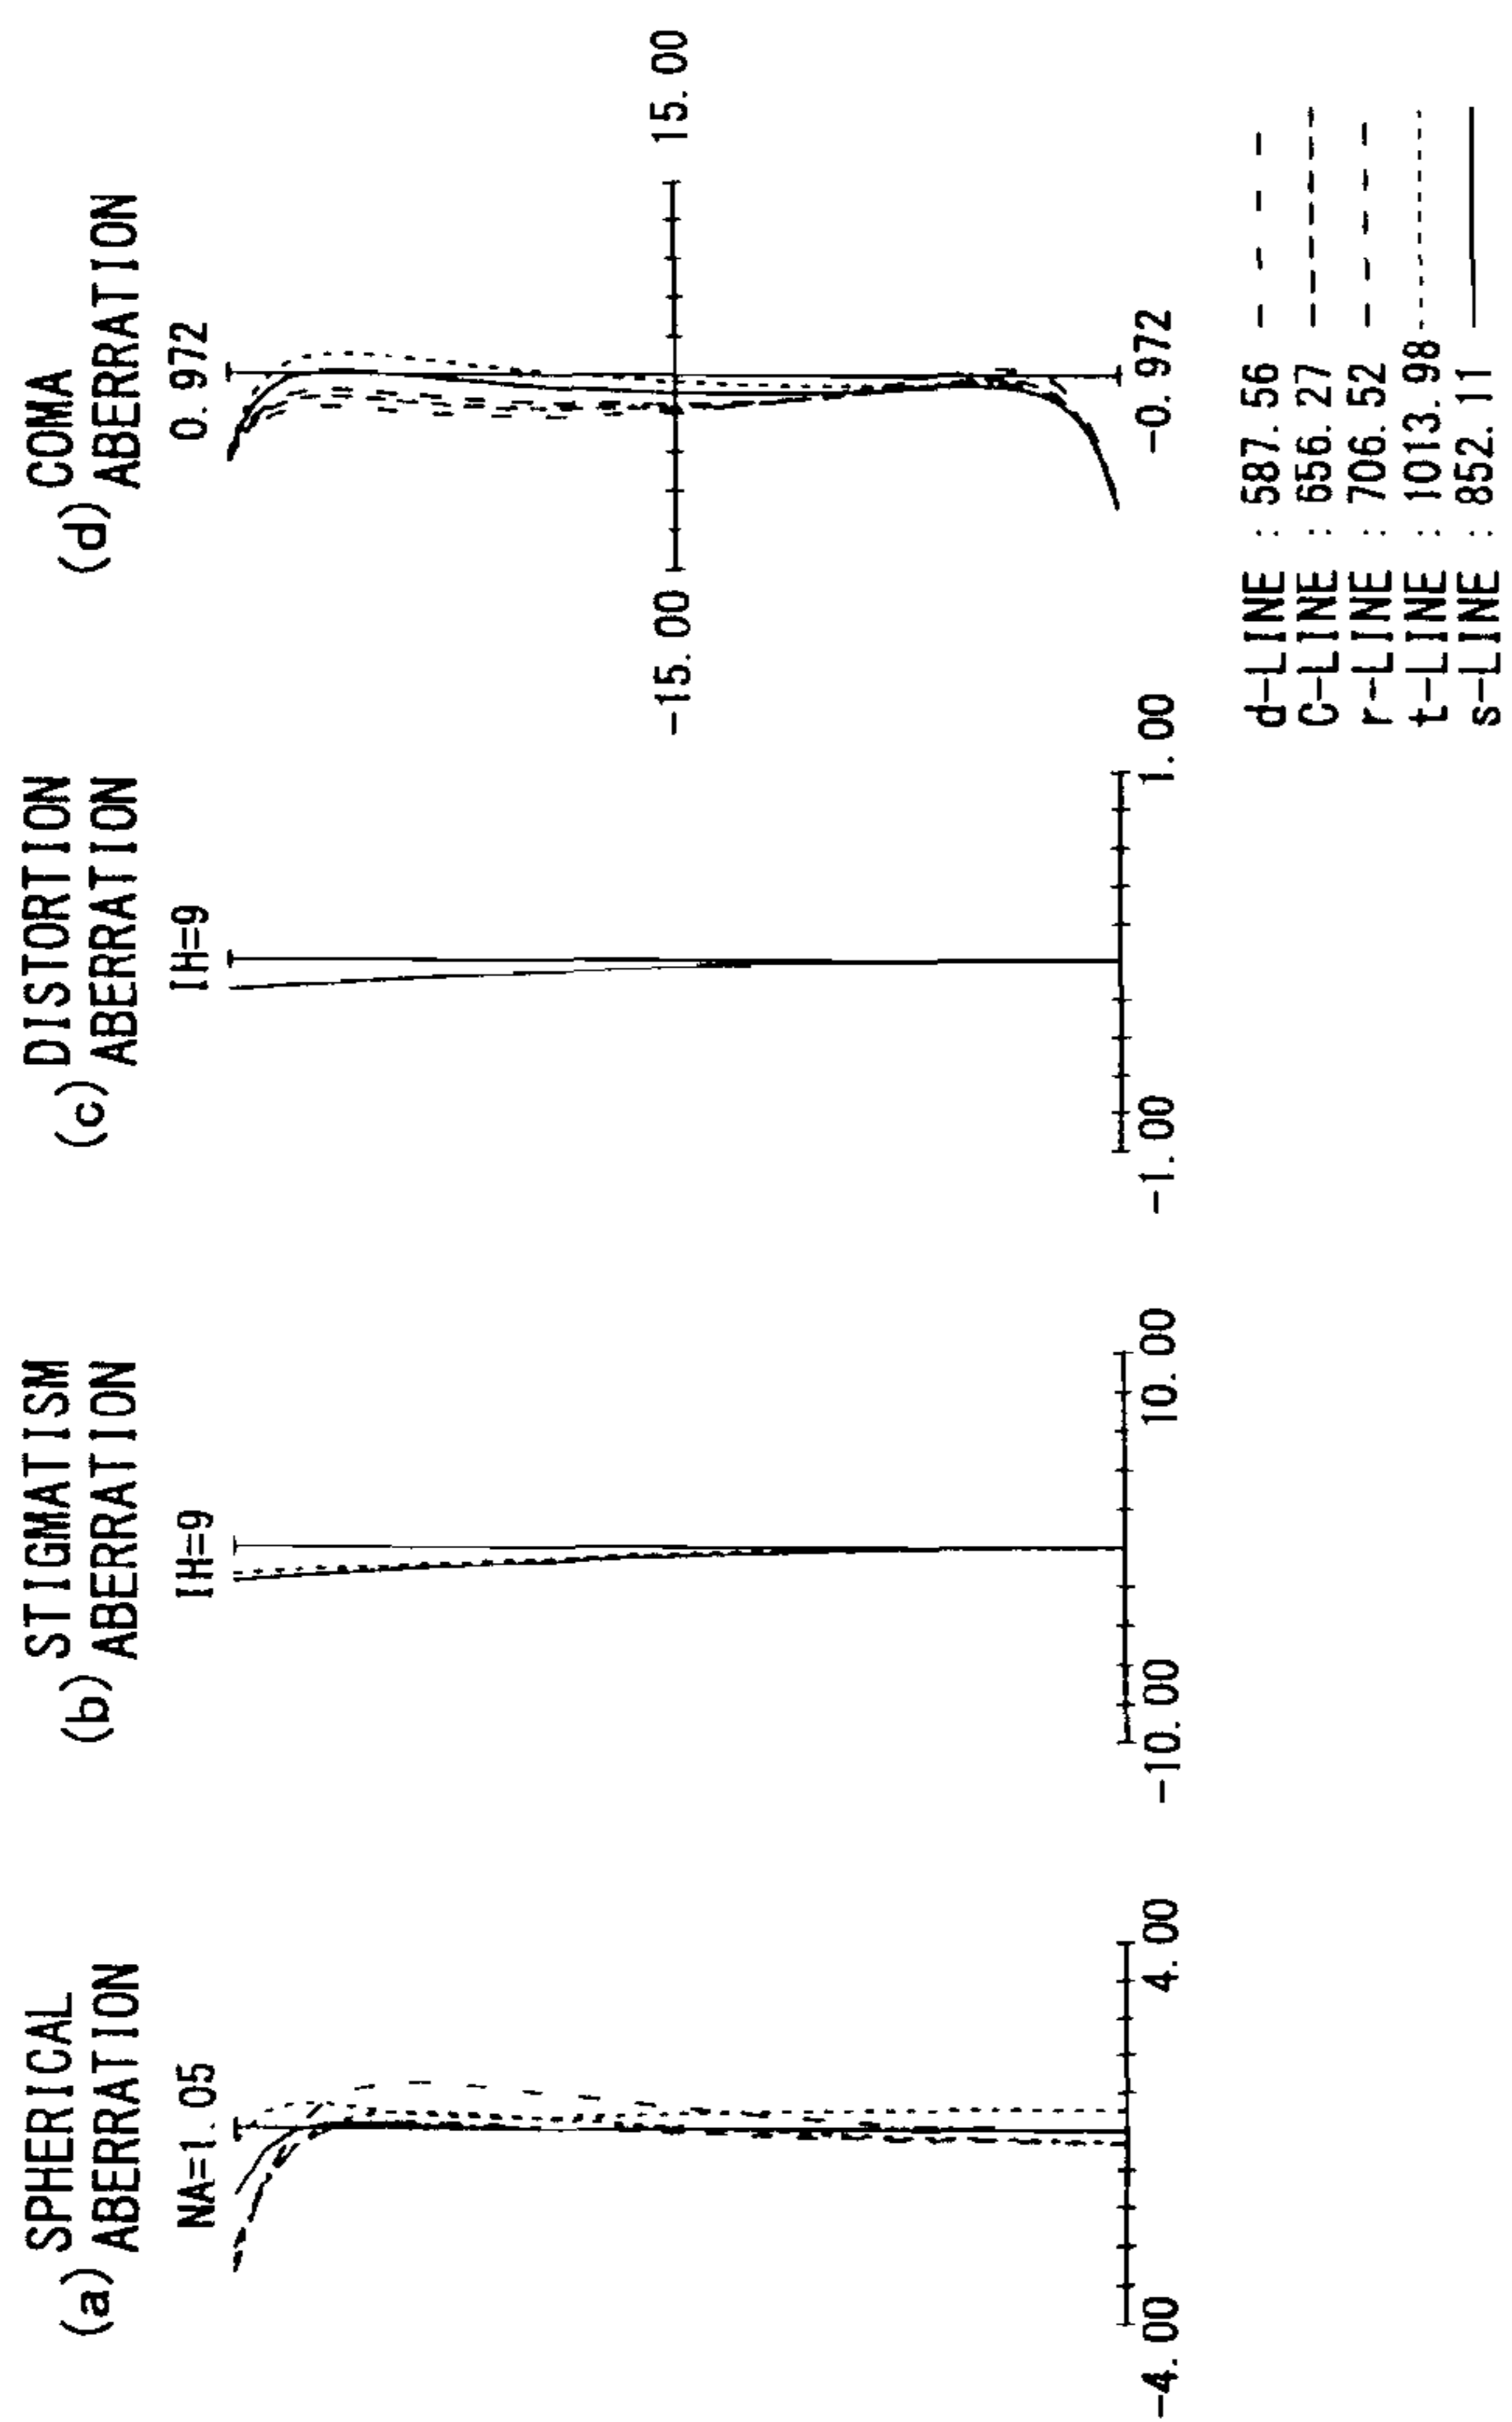 (a) SPHERICAL
ABERRATION
NA=1.05
-4.00
4.00
(b) STIGMATISM
ABERRATION
IH=9
-10.00
10.00
(c) DISTORTION
ABERRATION
IH=9
-1.00
1.00
(d) COMA
ABERRATION
0.972
-15.00
15.00
-0.972
d-LINE : 587.56
C-LINE : 656.27
r-LINE : 706.52
t-LINE : 1013.98
s-LINE : 852.11